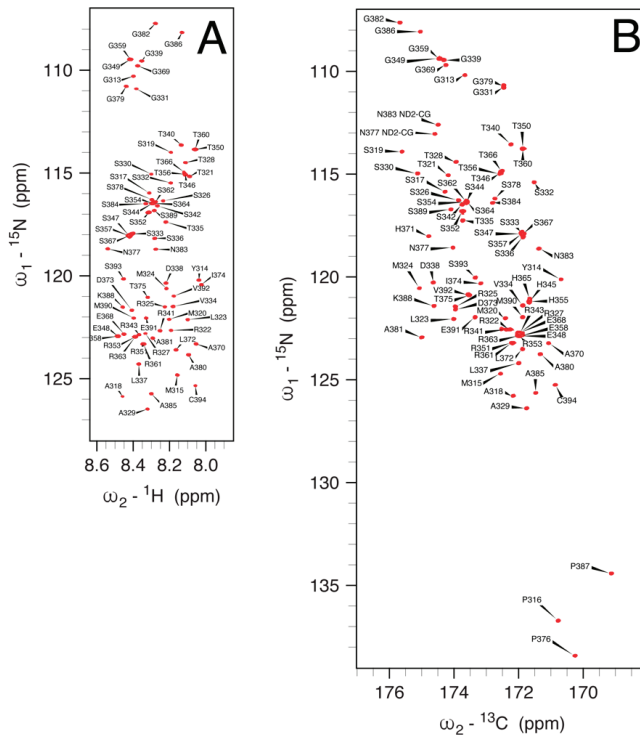 A
G382
G386
G359
G339
G349
G369
G313
G379
G331
T340
T360
S319
T350
T366
T328
S330
T356
T321
S317
S332
T346
S378
S362
S326
S354
S384
S364
S344
S342
S389
S347
S352
T335
S357
S333
S336
S367
N377
N383
S393
D338
Y314
M324
I374
D373
T375
V392
K388
R325
V334
M390
R341
M320
E368
L323
E348
R343
E391
R322
358
A381
R353
R351
R327
L372
A370
R363
R361
A380
L337
M315
A318
A385
C394
A329
110
115
120
125
8.6 8.4 8.2 8.0
ω₁ - ¹⁵N (ppm)
ω₂ - ¹H (ppm)
B
G382
G386
G359
G339
G349
G369
G313
G379
G331
N383 ND2-CG
T350
N377 ND2-CG
T340
S319
T328
T366
T360
S330
T321
T356
S317
S362
T346
S378
S326
S344
S332
S354
S364
S384
S389
S342
T335
S333
S367
H371
S352
S347
S357
N377
S336
N383
S393
Y314
M324
D338
I374
H365
V392
V334
H345
T375
R325
M390
H355
K388
D373
R343
M320
R327
L323
R322
E368
E391
R341
E358
A381
R363
E348
R351
R353
R361
L372
A370
L337
A385
A380
M315
A318
C394
A329
P387
P316
P376
110
115
120
125
130
135
176 174 172 170
ω₁ - ¹⁵N (ppm)
ω₂ - ¹³C (ppm)